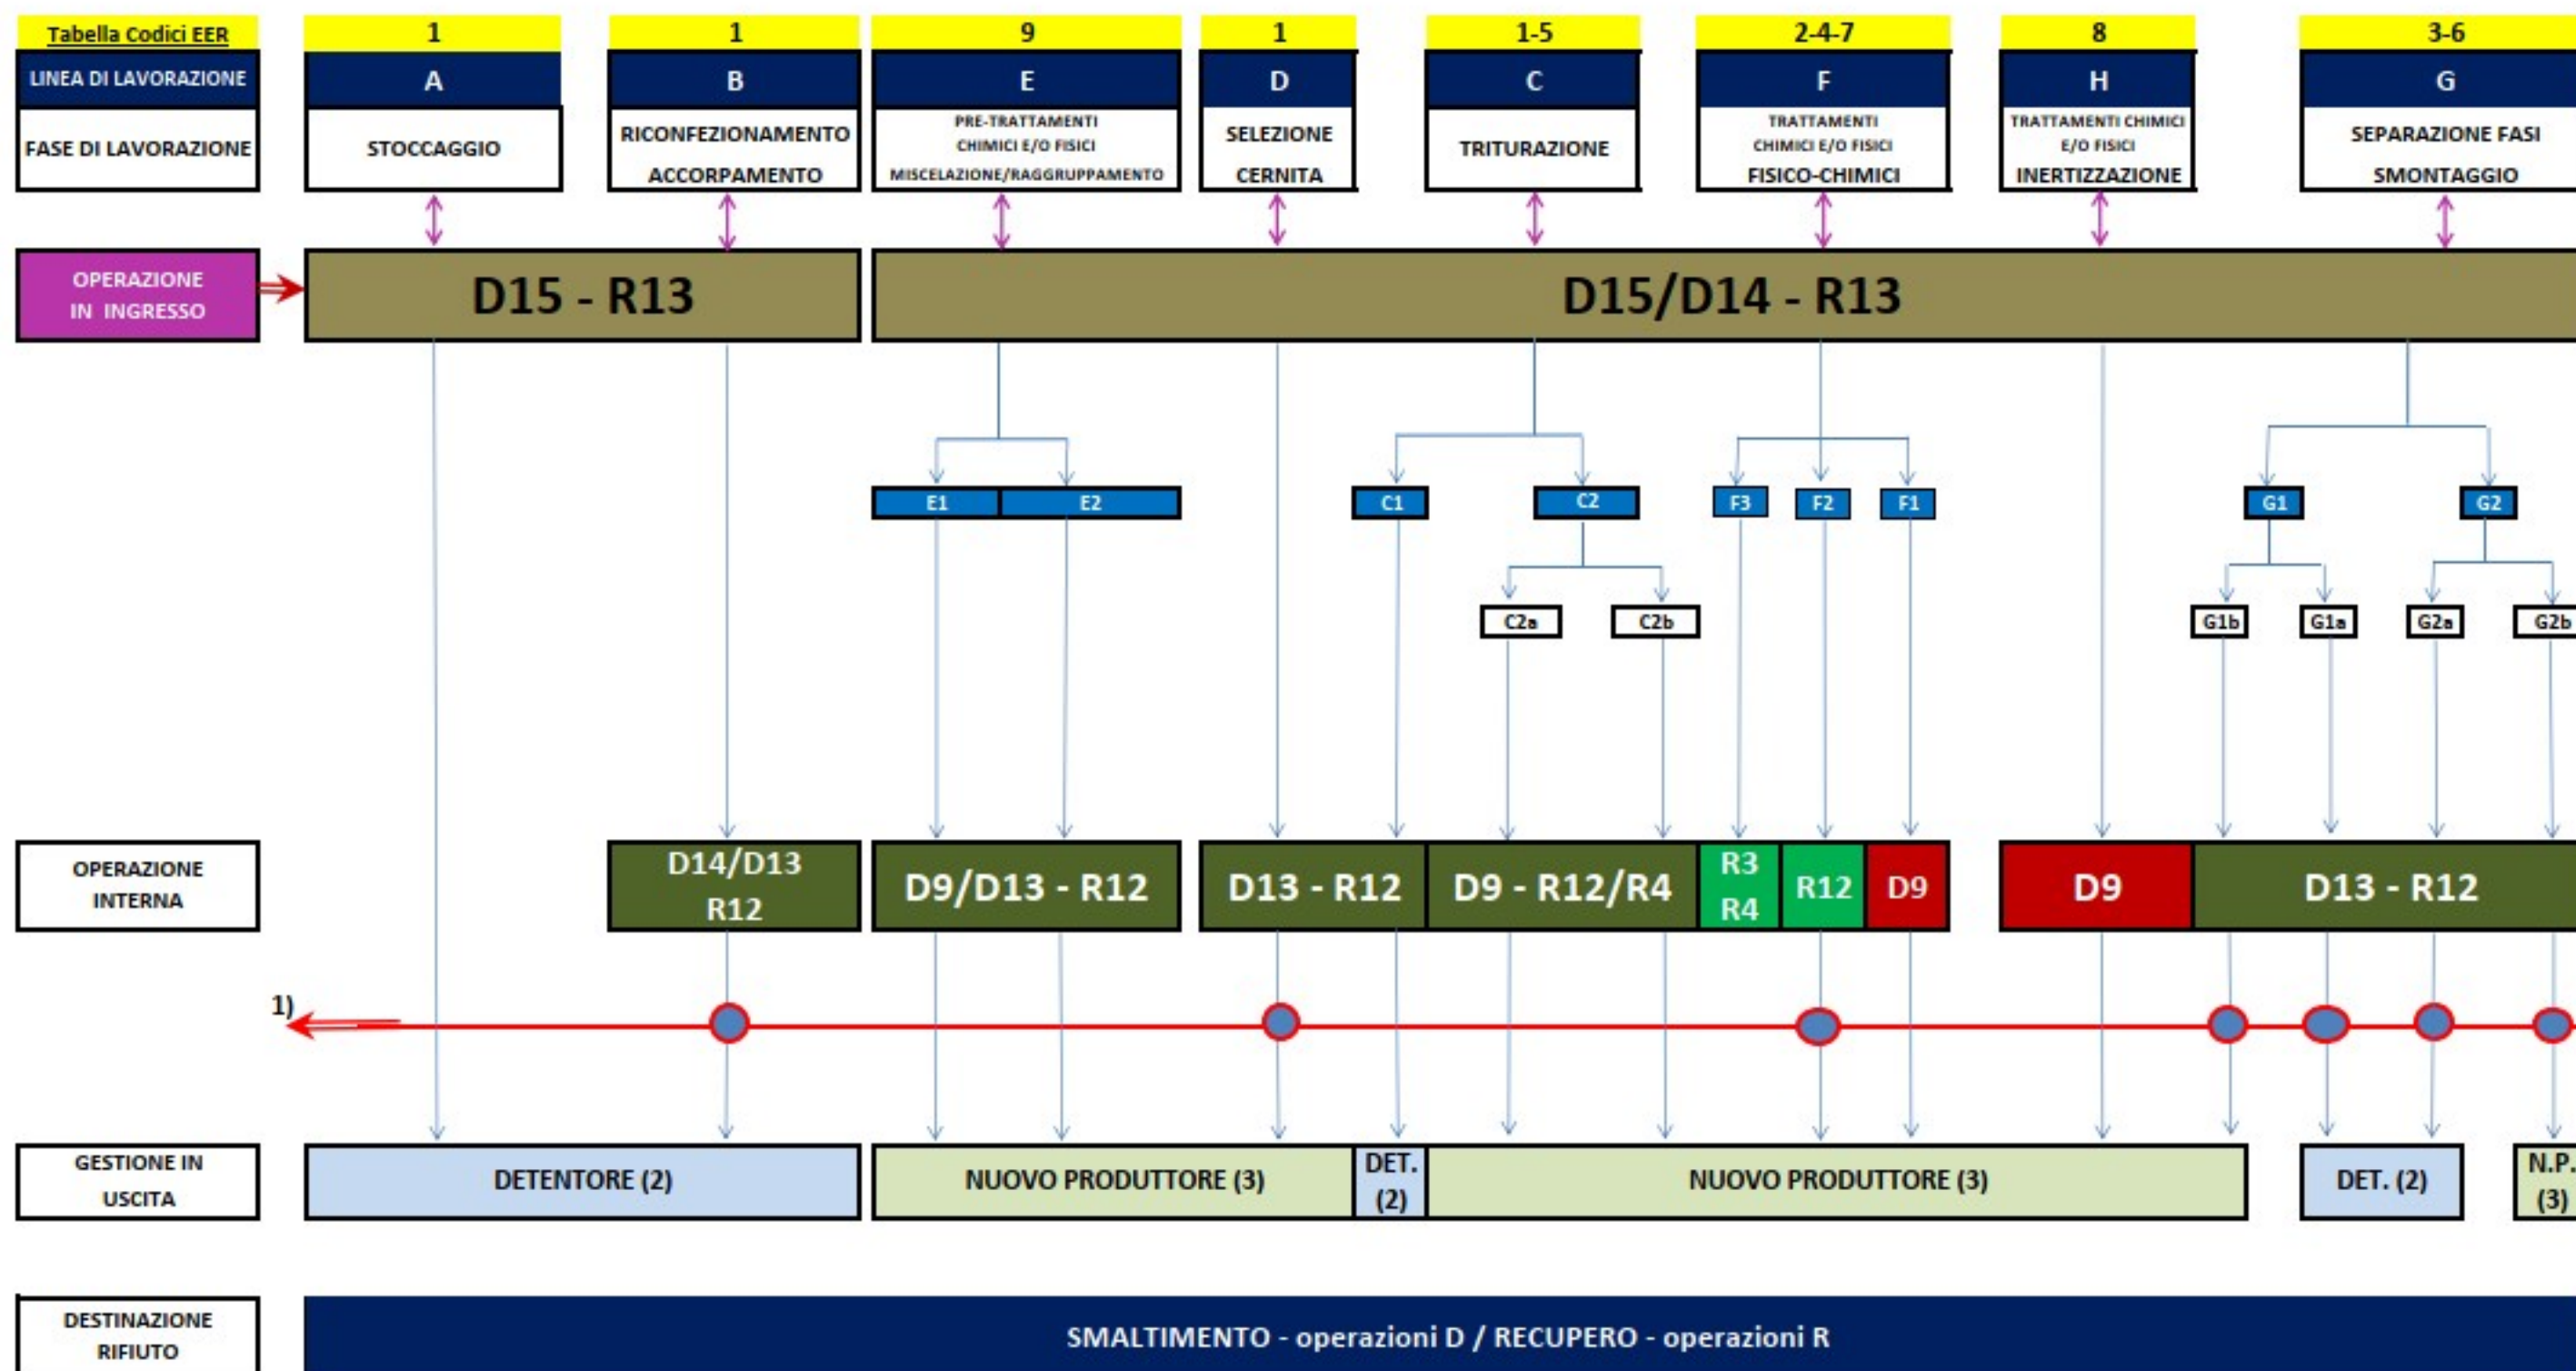 Tabella Codici EER
1
1
9
1
1-5
2-4-7
8
3-6
LINEA DI LAVORAZIONE
A
B
E
D
C
F
H
G
FASE DI LAVORAZIONE
STOCCAGGIO
RICONFEZIONAMENTO
ACCORPAMENTO
PRE-TRATTAMENTI
CHIMICI E/O FISICI
MISCELAZIONE/RAGGRUPPAMENTO
SELEZIONE
CERNITA
TRITURAZIONE
TRATTAMENTI
CHIMICI E/O FISICI
FISICO-CHIMICI
TRATTAMENTI CHIMICI
E/O FISICI
INERTIZZAZIONE
SEPARAZIONE FASI
SMONTAGGIO
OPERAZIONE
IN INGRESSO
D15 - R13
D15/D14 - R13
E1
E2
C1
C2
F3
F2
F1
G1
G2
C2a
C2b
G1b
G1a
G2a
G2b
OPERAZIONE
INTERNA
D14/D13
R12
D9/D13 - R12
D13 - R12
D9 - R12/R4
R3
R4
R12
D9
D9
D13 - R12
1)
GESTIONE IN
USCITA
DETENTORE (2)
NUOVO PRODUTTORE (3)
DET.
(2)
NUOVO PRODUTTORE (3)
DET. (2)
N.P.
(3)
DESTINAZIONE
RIFIUTO
SMALTIMENTO - operazioni D / RECUPERO - operazioni R